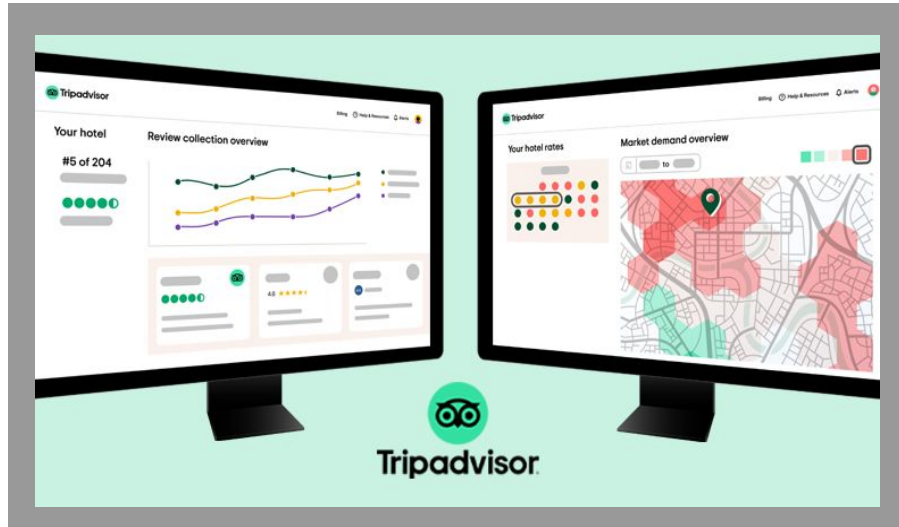 Tripadvisor
Billing
Help & Resources
Alerts
Your hotel
#5 of 204
Review collection overview
4.6
Tripadvisor
Billing
Help & Resources
Alerts
Your hotel rates
Market demand overview
to
Tripadvisor